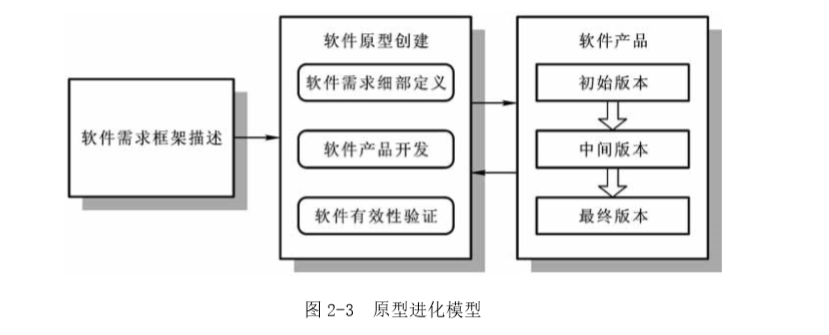 软件需求框架描述
软件原型创建
软件需求细部定义
软件产品开发
软件有效性验证
软件产品
初始版本
中间版本
最终版本
图 2-3 原型进化模型